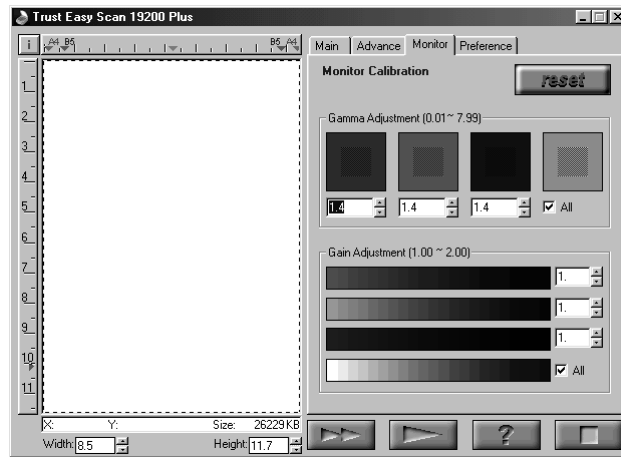 Trust Easy Scan 19200 Plus
i
A4 B5 B5 A4
Main Advance Monitor Preference
Monitor Calibration
reset
Gamma Adjustment (0.01~ 7.99)
1.4 1.4 1.4 All
Gain Adjustment (1.00 ~ 2.00)
1.
1.
1.
All
1
2
3
4
5
6
7
8
9
10
11
X: Y: Size: 26229KB
Width: 8.5 Height: 11.7
?